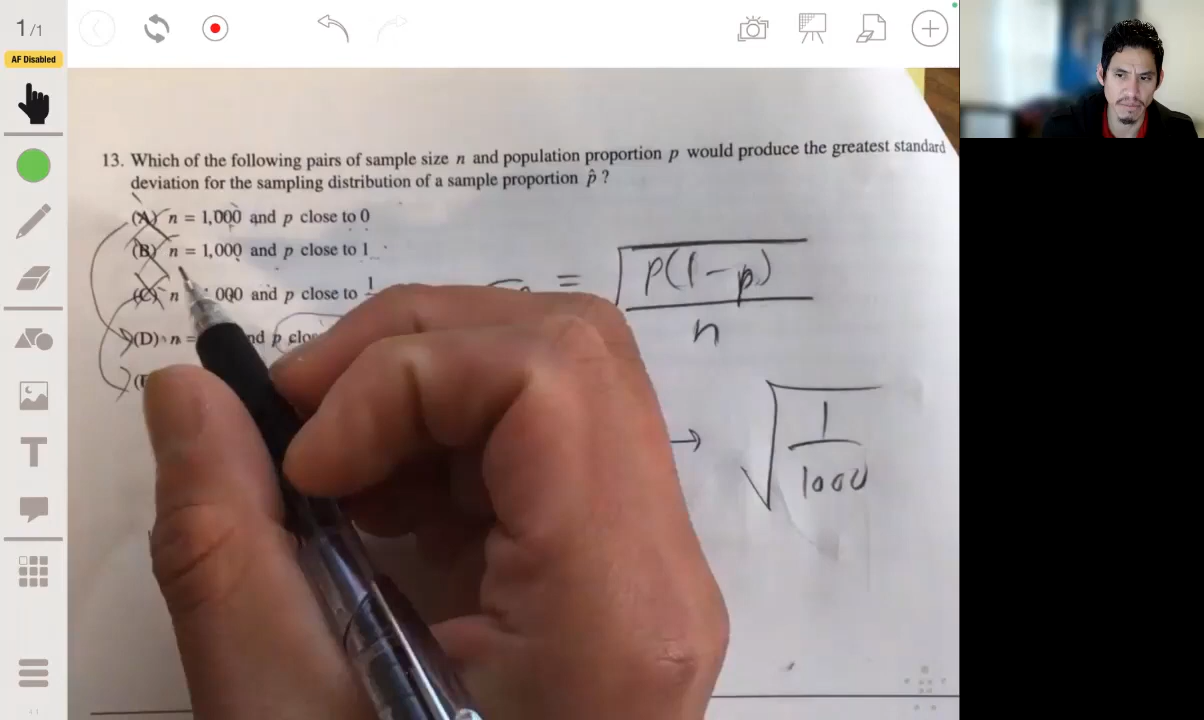 1/1
AF Disabled
13. Which of the following pairs of sample size n and population proportion p would produce the greatest standard
deviation for the sampling distribution of a sample proportion p̂ ?
(A) n = 1,000 and p close to 0
(B) n = 1,000 and p close to 1
(C) n 000 and p close to 1
(D) n = nd p clo
= √p(1-p)
n
→ √1
1000
T